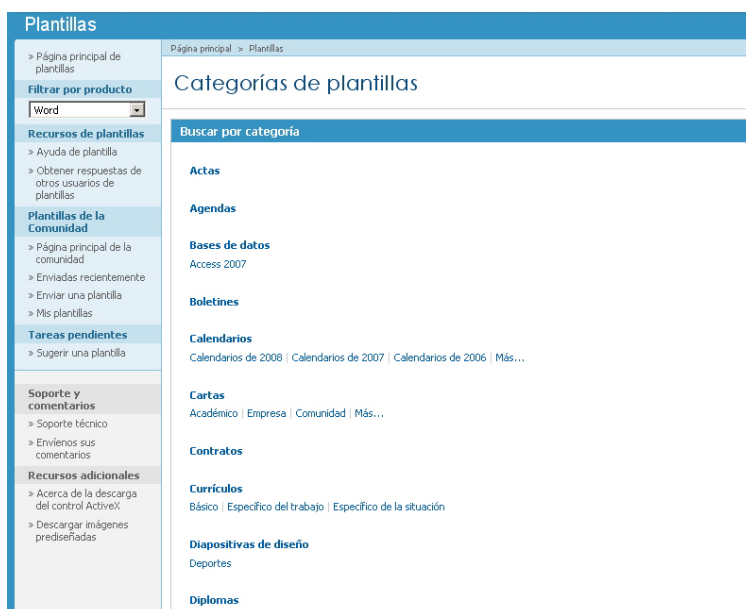 Plantillas
» Página principal de
plantillas
Filtrar por producto
Word
Recursos de plantillas
» Ayuda de plantilla
» Obtener respuestas de
otros usuarios de
plantillas
Plantillas de la
Comunidad
» Página principal de la
comunidad
» Enviadas recientemente
» Enviar una plantilla
» Mis plantillas
Tareas pendientes
» Sugerir una plantilla
Soporte y
comentarios
» Soporte técnico
» Envíenos sus
comentarios
Recursos adicionales
» Acerca de la descarga
del control ActiveX
» Descargar imágenes
prediseñadas
Página principal > Plantillas
Categorías de plantillas
Buscar por categoría
Actas
Agendas
Bases de datos
Access 2007
Boletines
Calendarios
Calendarios de 2008 | Calendarios de 2007 | Calendarios de 2006 | Más...
Cartas
Académico | Empresa | Comunidad | Más...
Contratos
Currículos
Básico | Específico del trabajo | Específico de la situación
Diapositivas de diseño
Deportes
Diplomas